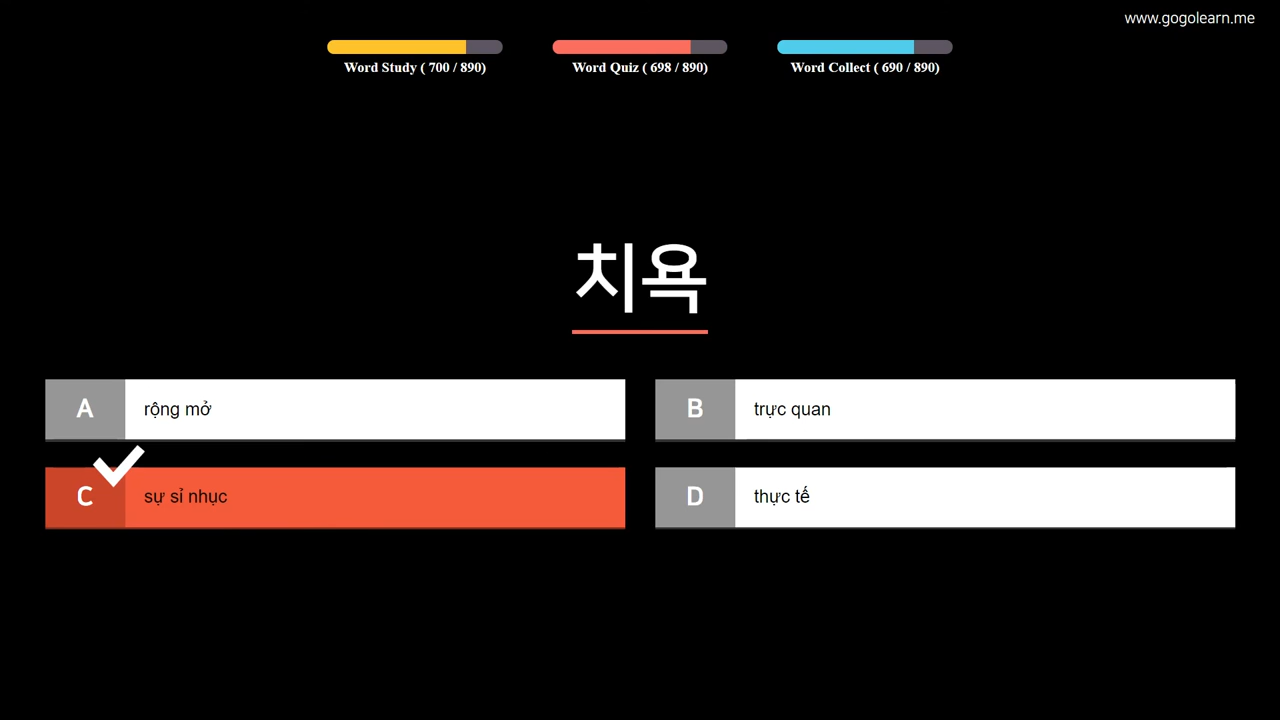 www.gogolearn.me
Word Study ( 700 / 890)
Word Quiz ( 698 / 890)
Word Collect ( 690 / 890)
치욕
A rộng mở
B trực quan
C sự sỉ nhục
D thực tế